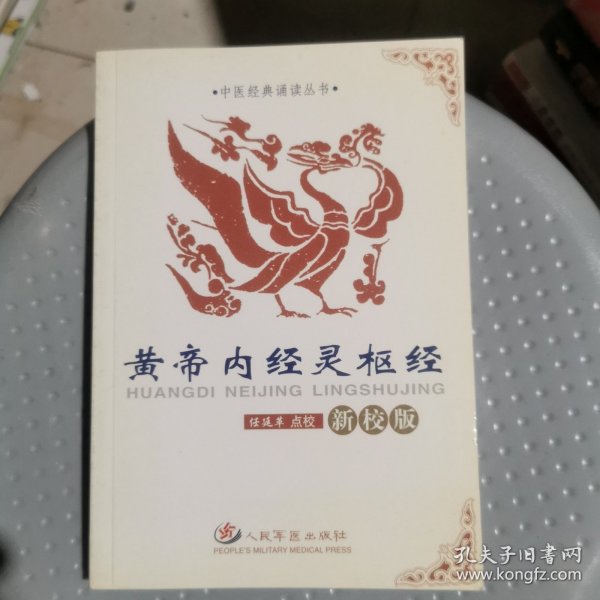 ·中医经典诵读丛书·
黄帝内经灵枢经
HUANGDI NEIJING LINGSHUJING
任廷革 点校 新校版
人民军医出版社
PEOPLE'S MILITARY MEDICAL PRESS
孔夫子旧书网
www.kongfz.com